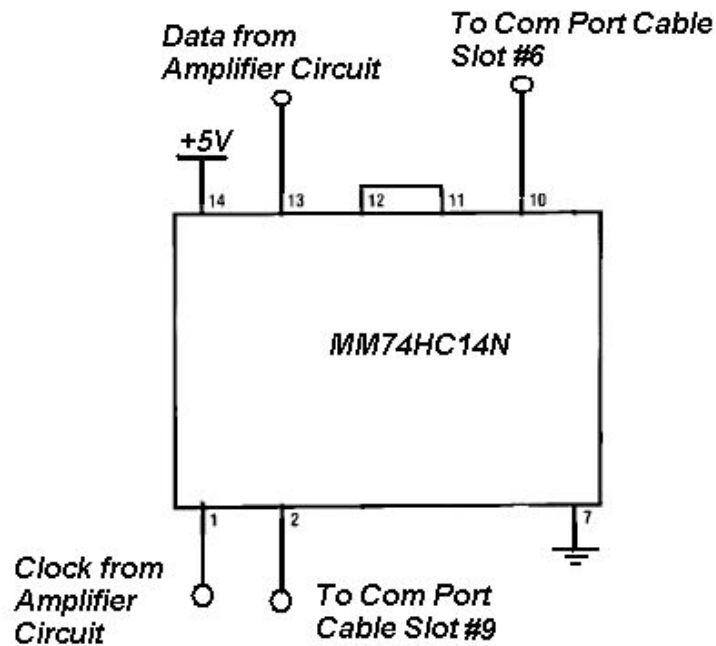 Data from
Amplifier Circuit
To Com Port Cable
Slot #6
+5V
14
13
12
11
10
MM74HC14N
1
2
7
Clock from
Amplifier
Circuit
To Com Port
Cable Slot #9